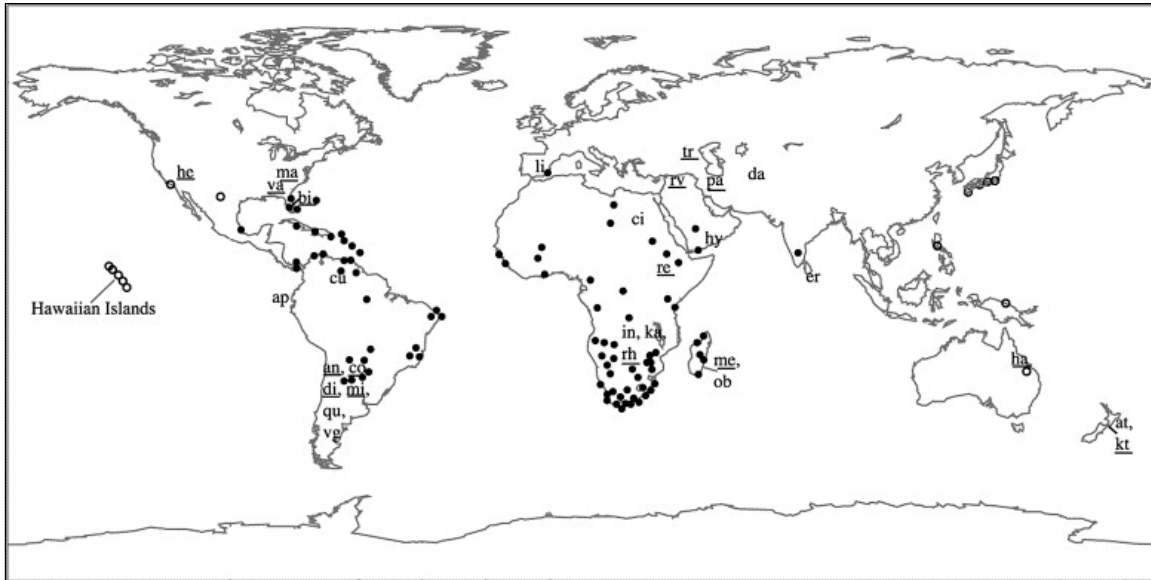 tr
he
ma
li
da
va
rv
pa
bi
ci
hy
re
er
cu
ap
Hawaiian Islands
in, ka,
rh
me,
ob
an, co,
di, mi,
qu,
vg
ha
at,
kt